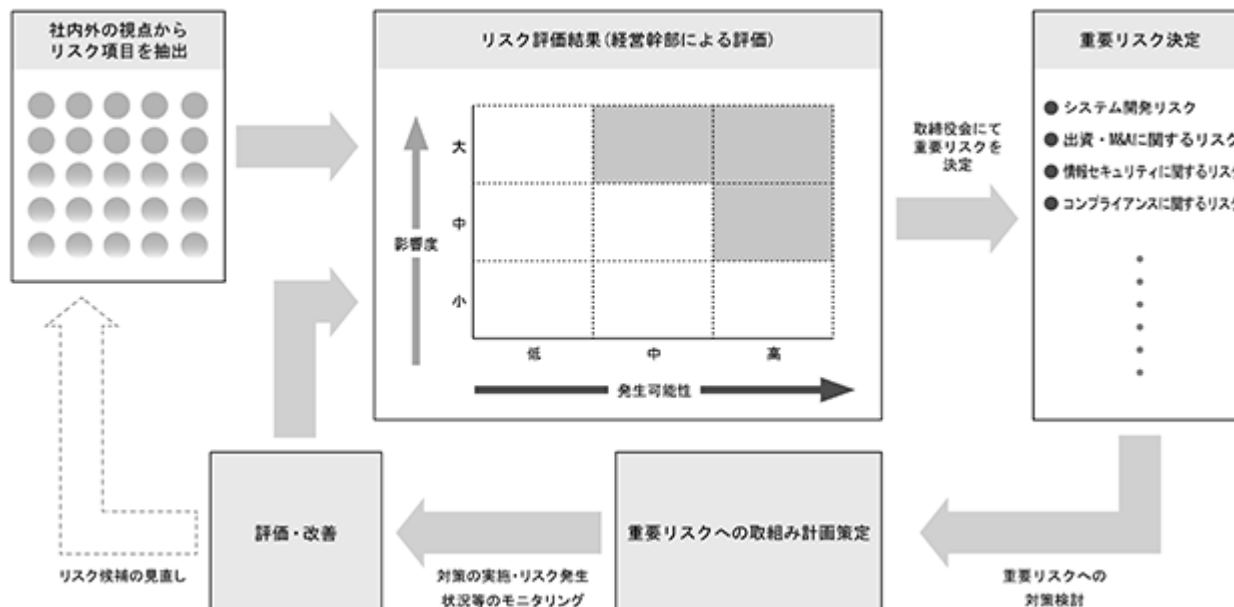 社内外の視点から
リスク項目を抽出
リスク評価結果(経営幹部による評価)
大
中
小
影響度
低
中
高
発生可能性
取締役会にて
重要リスクを
決定
重要リスク決定
● システム開発リスク
● 出資・M&Aに関するリスク
● 情報セキュリティに関するリスク
● コンプライアンスに関するリスク
重要リスクへの
対策検討
重要リスクへの取組み計画策定
対策の実施・リスク発生
状況等のモニタリング
評価・改善
リスク候補の見直し